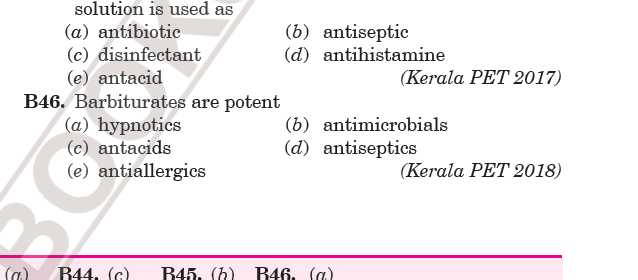 solution is used as
(a) antibiotic (b) antiseptic
(c) disinfectant (d) antihistamine
(e) antacid (Kerala PET 2017)
B46. Barbiturates are potent
(a) hypnotics (b) antimicrobials
(c) antacids (d) antiseptics
(e) antiallergics (Kerala PET 2018)
BOOK
(a) B44. (c) B45. (b) B46. (a)